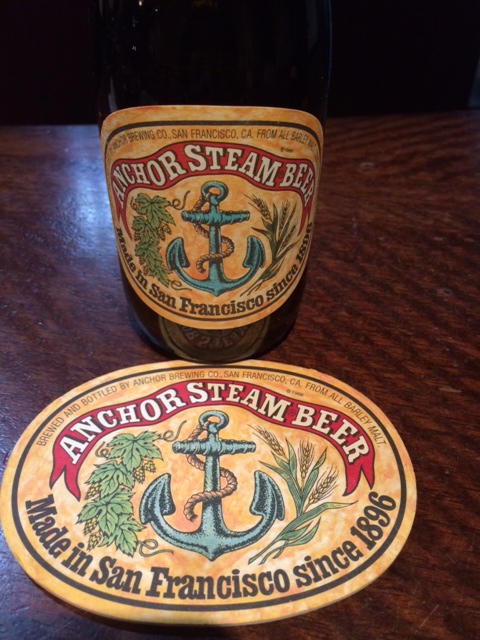 ANCHOR BREWING CO., SAN FRANCISCO, CA. FROM ALL BARLEY
ANCHOR STEAM BEER
Made in San Francisco since 1896
BREWED AND BOTTLED BY ANCHOR BREWING CO., SAN FRANCISCO, CA. FROM ALL BARLEY MALT.
ANCHOR STEAM BEER
Made in San Francisco since 1896